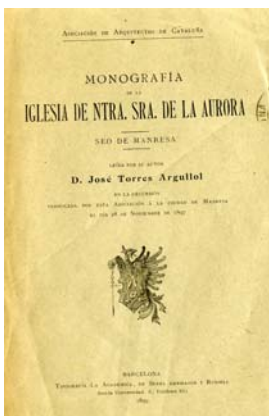 Asociación de Arquitectos de Cataluña
MONOGRAFÍA
DE LA
IGLESIA DE NTRA. SRA. DE LA AURORA
SEO DE MANRESA
LEÍDA POR SU AUTOR
D. José Torres Argullol
EN LA EXCURSIÓN
VERIFICADA POR ESTA ASOCIACIÓN Á LA CIUDAD DE MANRESA
EL DÍA 28 DE NOVIEMBRE DE
BARCELONA
Tipografía La Academia, de Serra hermanos y Russell